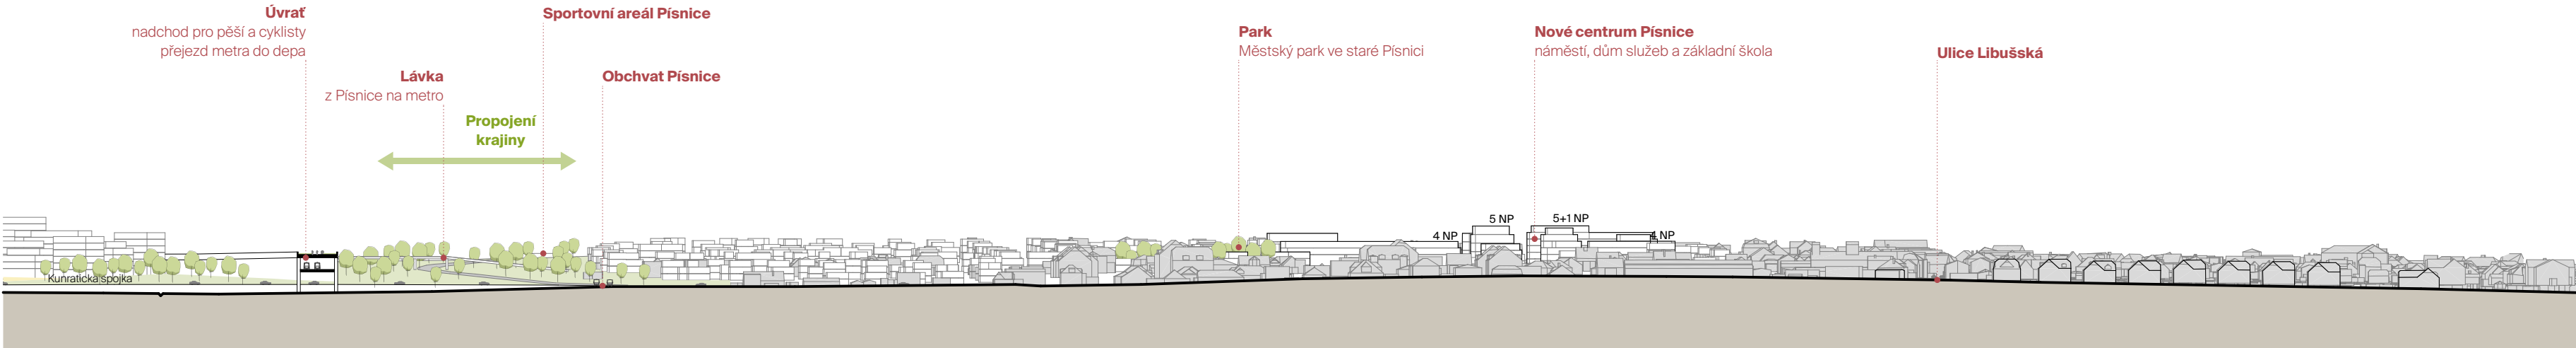 Úvrať
nadchod pro pěší a cyklisty
přejezd metra do depa
Lávka
z Písnice na metro
Propojení
krajiny
Sportovní areál Písnice
Obchvat Písnice
Park
Městský park ve staré Písnici
Nové centrum Písnice
náměstí, dům služeb a základní škola
Ulice Libušská
4 NP
5 NP
5+1 NP
4 NP
Kunratická spojka